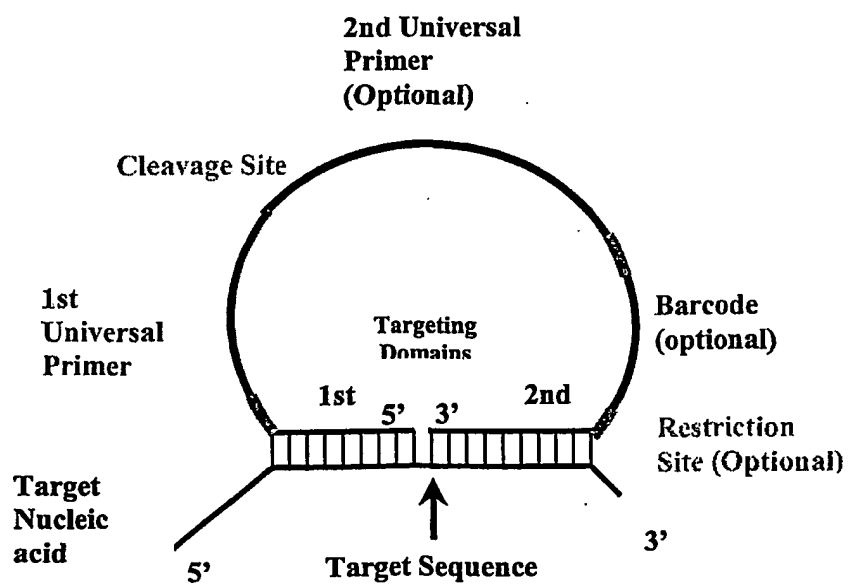 2nd Universal
Primer
(Optional)
Cleavage Site
1st
Universal
Primer
Targeting
Domains
Barcode
(optional)
1st
5’
3’
2nd
Restriction
Site (Optional)
Target
Nucleic
acid
5’
Target Sequence
3’